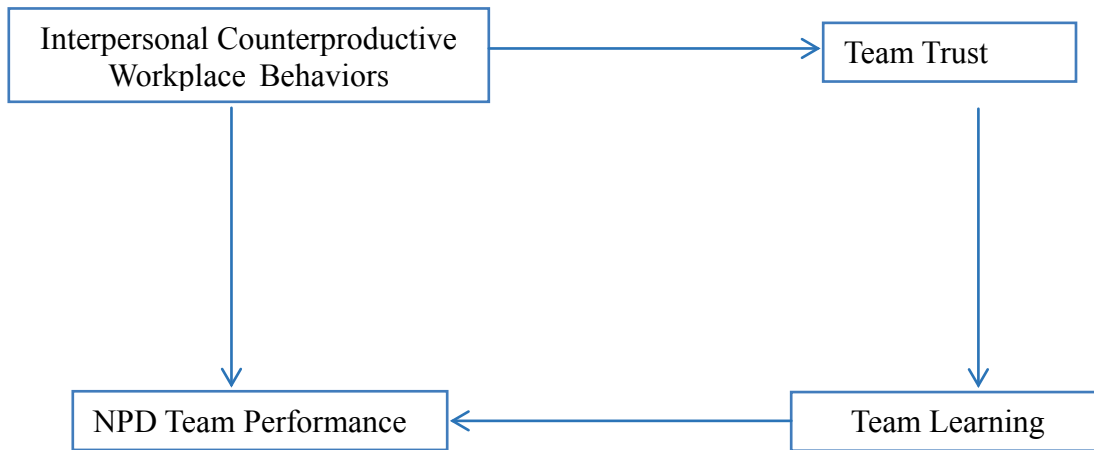 Interpersonal Counterproductive
Workplace Behaviors
Team Trust
NPD Team Performance
Team Learning